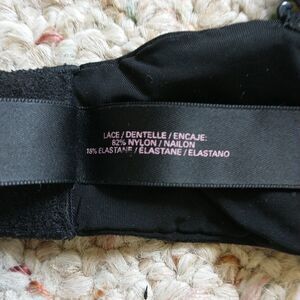 LACE / DENTELLE / ENCAJE:
82% NYLON / NAILON
18% ELASTANE / ÉLASTANE / ELASTANO